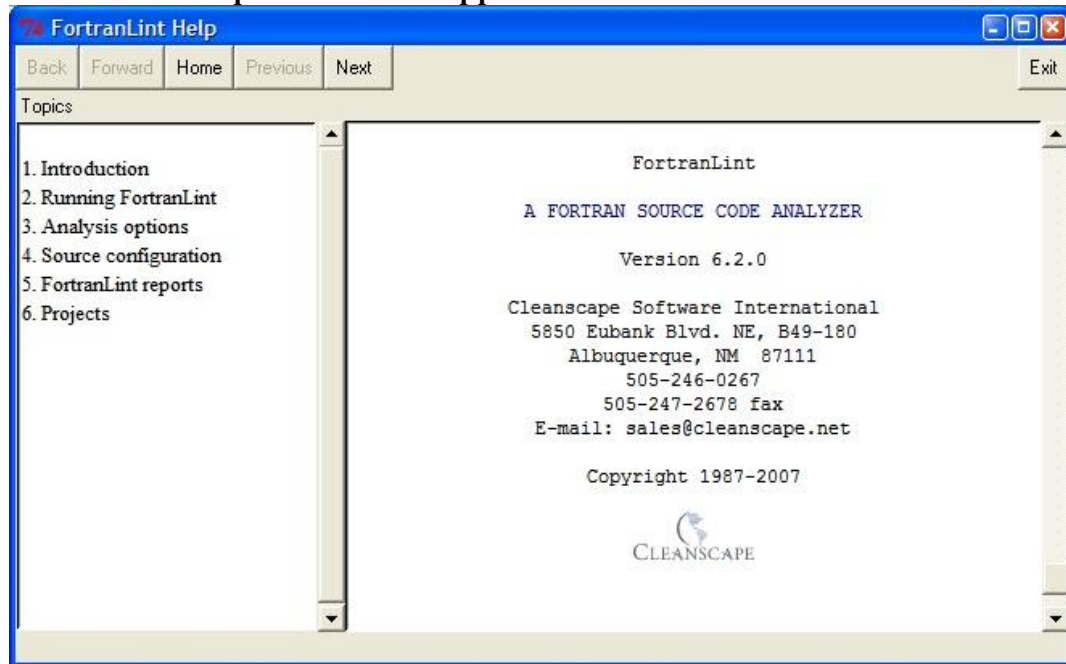 FortranLint Help
Back Forward Home Previous Next Exit
Topics
1. Introduction
2. Running FortranLint
3. Analysis options
4. Source configuration
5. FortranLint reports
6. Projects
FortranLint
A FORTRAN SOURCE CODE ANALYZER
Version 6.2.0
Cleanscape Software International
5850 Eubank Blvd. NE, B49-180
Albuquerque, NM 87111
505-246-0267
505-247-2678 fax
E-mail: sales@cleanscape.net
Copyright 1987-2007
CLEANSCAPE